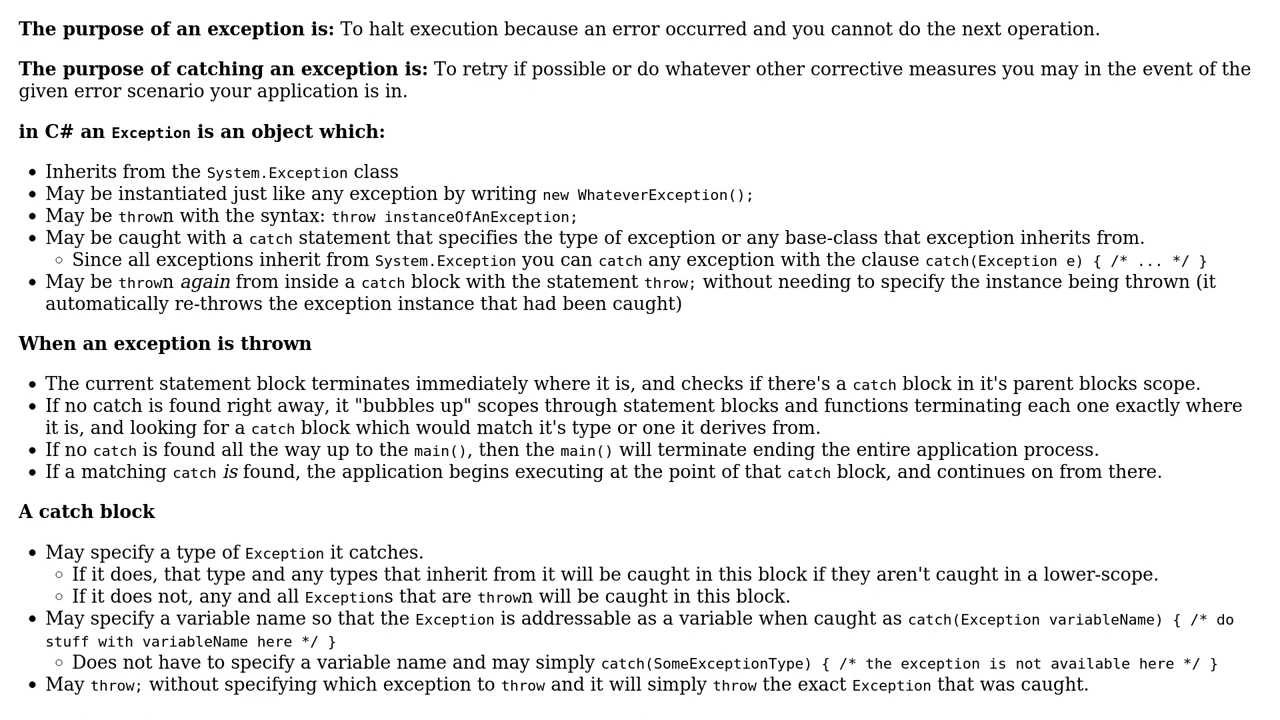 The purpose of an exception is: To halt execution because an error occurred and you cannot do the next operation.
The purpose of catching an exception is: To retry if possible or do whatever other corrective measures you may in the event of the
given error scenario your application is in.
in C# an Exception is an object which:
• Inherits from the System.Exception class
• May be instantiated just like any exception by writing new WhateverException();
• May be thrown with the syntax: throw instanceOfAnException;
• May be caught with a catch statement that specifies the type of exception or any base-class that exception inherits from.
◦ Since all exceptions inherit from System.Exception you can catch any exception with the clause catch(Exception e) { /* ... */ }
• May be thrown again from inside a catch block with the statement throw; without needing to specify the instance being thrown (it
automatically re-throws the exception instance that had been caught)
When an exception is thrown
• The current statement block terminates immediately where it is, and checks if there's a catch block in it's parent blocks scope.
• If no catch is found right away, it "bubbles up" scopes through statement blocks and functions terminating each one exactly where
it is, and looking for a catch block which would match it's type or one it derives from.
• If no catch is found all the way up to the main(), then the main() will terminate ending the entire application process.
• If a matching catch is found, the application begins executing at the point of that catch block, and continues on from there.
A catch block
• May specify a type of Exception it catches.
◦ If it does, that type and any types that inherit from it will be caught in this block if they aren't caught in a lower-scope.
◦ If it does not, any and all Exceptions that are thrown will be caught in this block.
• May specify a variable name so that the Exception is addressable as a variable when caught as catch(Exception variableName) { /* do
stuff with variableName here */ }
◦ Does not have to specify a variable name and may simply catch(SomeExceptionType) { /* the exception is not available here */ }
• May throw; without specifying which exception to throw and it will simply throw the exact Exception that was caught.